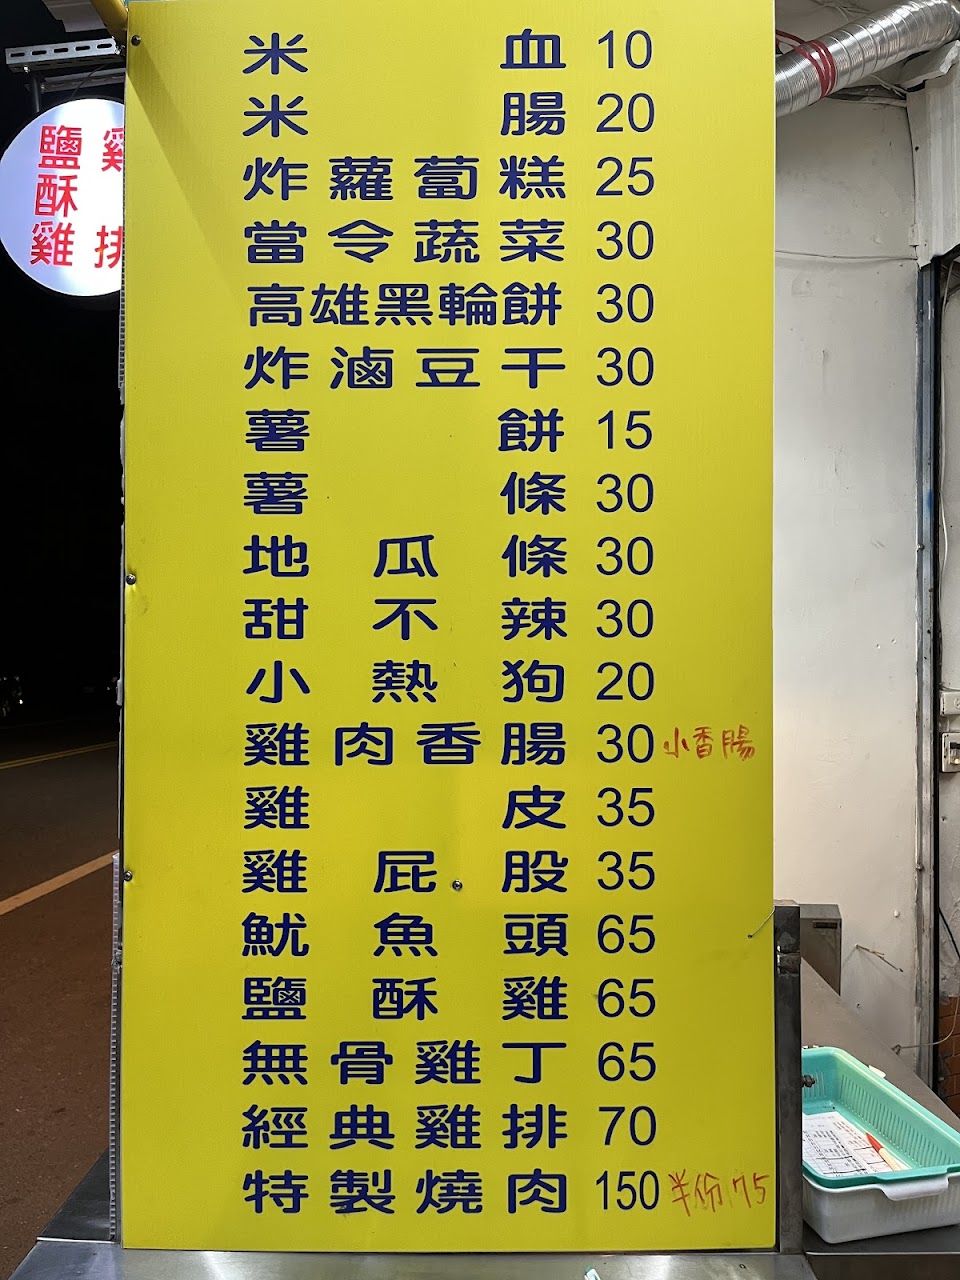 鹽酥雞
雞排
米血 10
米腸 20
炸蘿蔔糕 25
當令蔬菜 30
高雄黑輪餅 30
炸滷豆干 30
薯餅 15
薯條 30
地瓜條 30
甜不辣 30
小熱狗 20
雞肉香腸 30 小香腸
雞皮 35
雞屁股 35
魷魚頭 65
鹽酥雞 65
無骨雞丁 65
經典雞排 70
特製燒肉 150 半份75